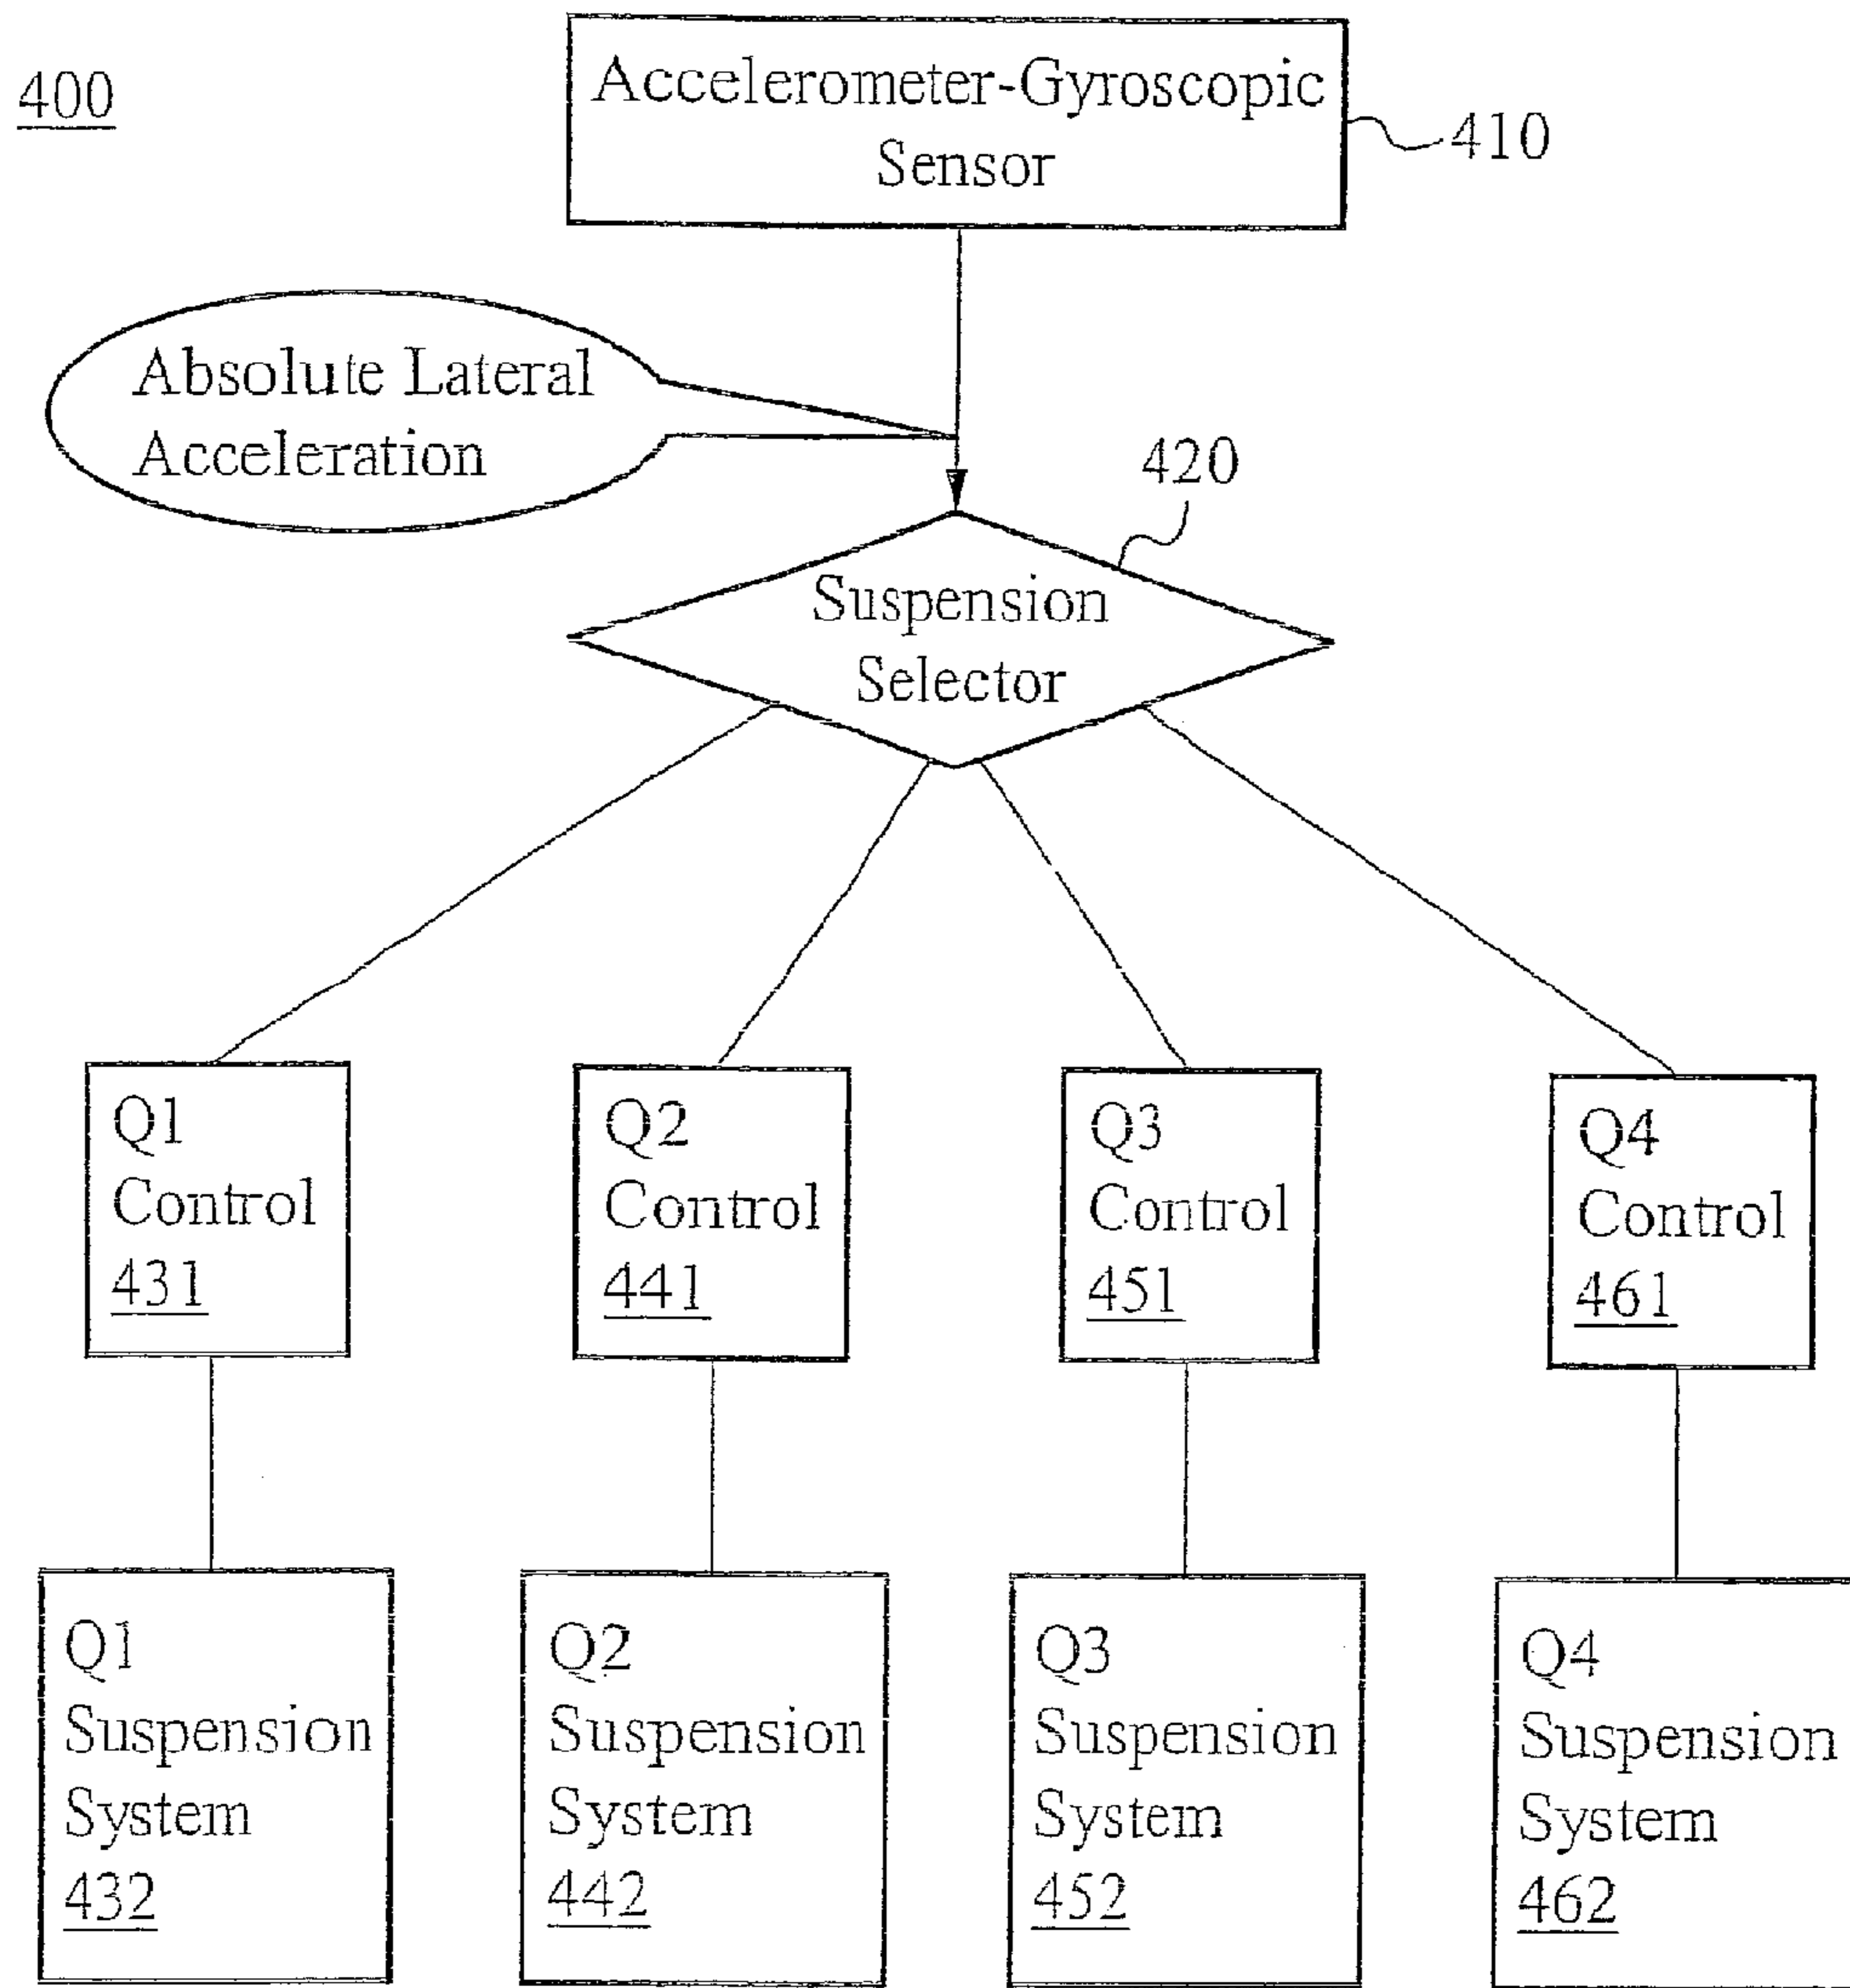 400
Accelerometer-Gyroscopic
Sensor
410
Absolute Lateral
Acceleration
420
Suspension
Selector
Q1
Control
431
Q2
Control
441
Q3
Control
451
Q4
Control
461
Q1
Suspension
System
432
Q2
Suspension
System
442
Q3
Suspension
System
452
Q4
Suspension
System
462